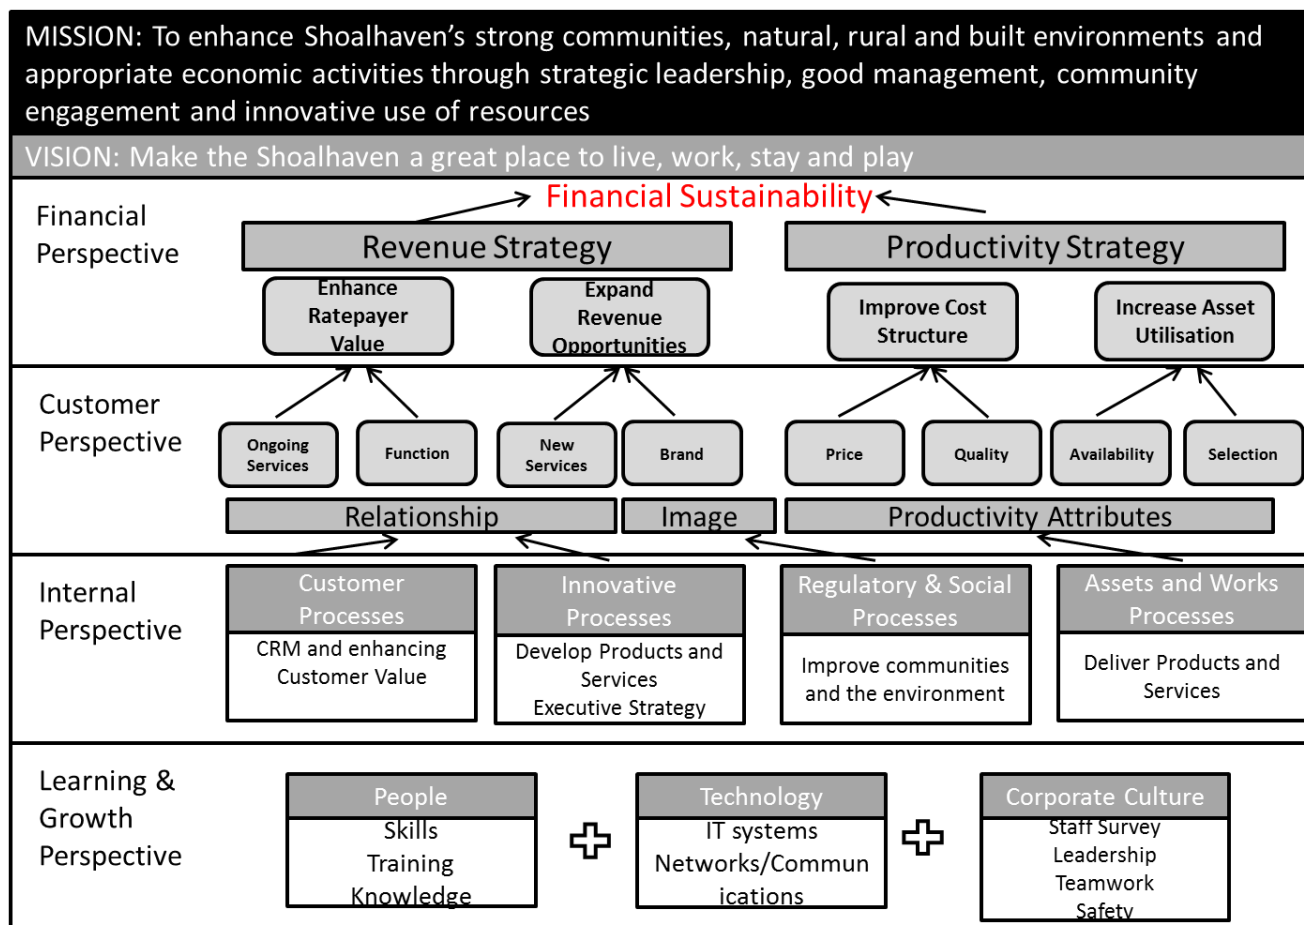 MISSION: To enhance Shoalhaven's strong communities, natural, rural and built environments and
appropriate economic activities through strategic leadership, good management, community
engagement and innovative use of resources
VISION: Make the Shoalhaven a great place to live, work, stay and play
Financial
Perspective
Financial Sustainability
Revenue Strategy
Productivity Strategy
Enhance
Ratepayer
Value
Expand
Revenue
Opportunities
Improve Cost
Structure
Increase Asset
Utilisation
Customer
Perspective
Ongoing
Services
Function
New
Services
Brand
Price
Quality
Availability
Selection
Relationship
Image
Productivity Attributes
Internal
Perspective
Customer
Processes
CRM and enhancing
Customer Value
Innovative
Processes
Develop Products and
Services
Executive Strategy
Regulatory & Social
Processes
Improve communities
and the environment
Assets and Works
Processes
Deliver Products and
Services
Learning &
Growth
Perspective
People
Skills
Training
Knowledge
Technology
IT systems
Networks/Commun
ications
Corporate Culture
Staff Survey
Leadership
Teamwork
Safety